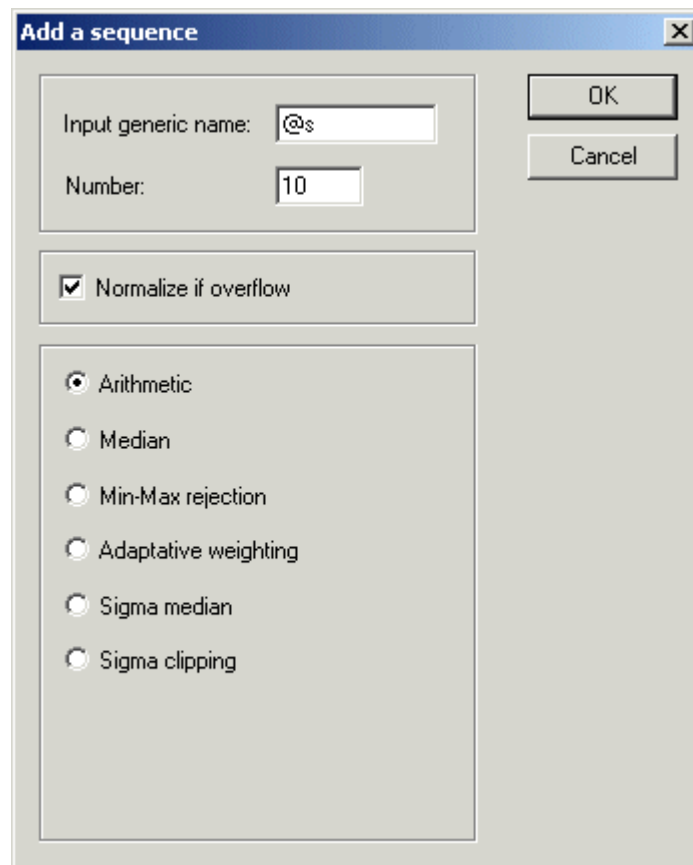 Add a sequence
Input generic name: @s
Number: 10
OK
Cancel
Normalize if overflow
Arithmetic
Median
Min-Max rejection
Adaptative weighting
Sigma median
Sigma clipping